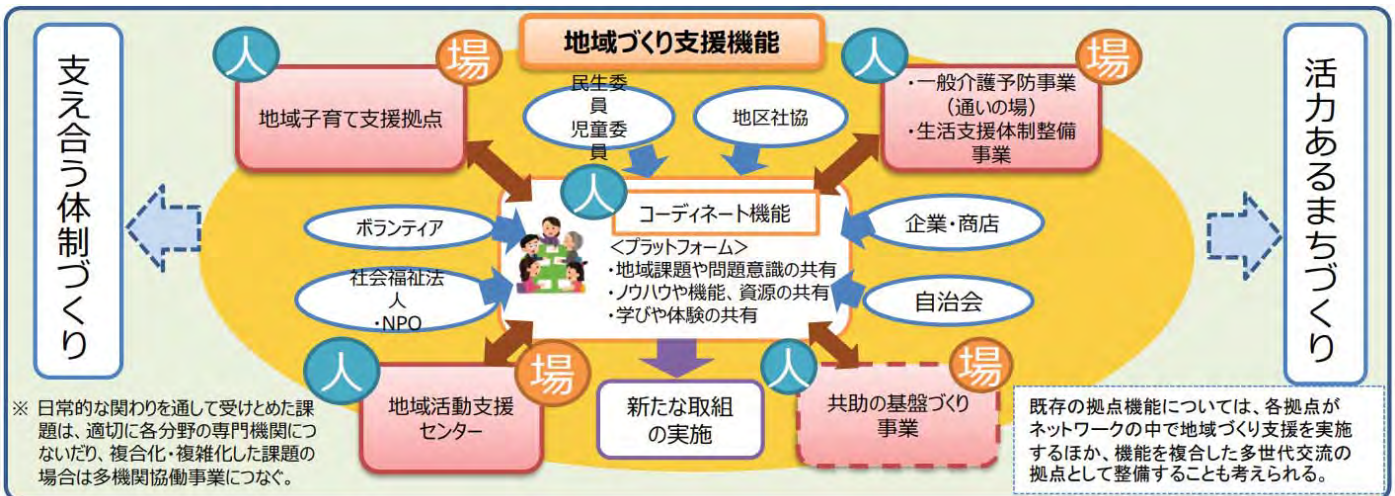 地域づくり支援機能
支え合う体制づくり
人
場
地域子育て支援拠点
民生委
員
児童委
員
地区社協
人
場
・一般介護予防事業
(通いの場)
・生活支援体制整備
事業
活力あるまちづくり
人
コーディネート機能
<プラットフォーム>
・地域課題や問題意識の共有
・ノウハウや機能、資源の共有
・学びや体験の共有
ボランティア
社会福祉法
人
・NPO
企業・商店
自治会
人
場
地域活動支援
センター
新たな取組
の実施
人
場
共助の基盤づくり
事業
※ 日常的な関わりを通して受けとめた課
題は、適切に各分野の専門機関につ
ないだり、複合化・複雑化した課題の
場合は多機関協働事業につなぐ。
既存の拠点機能については、各拠点が
ネットワークの中で地域づくり支援を実施
するほか、機能を複合した多世代交流の
拠点として整備することも考えられる。